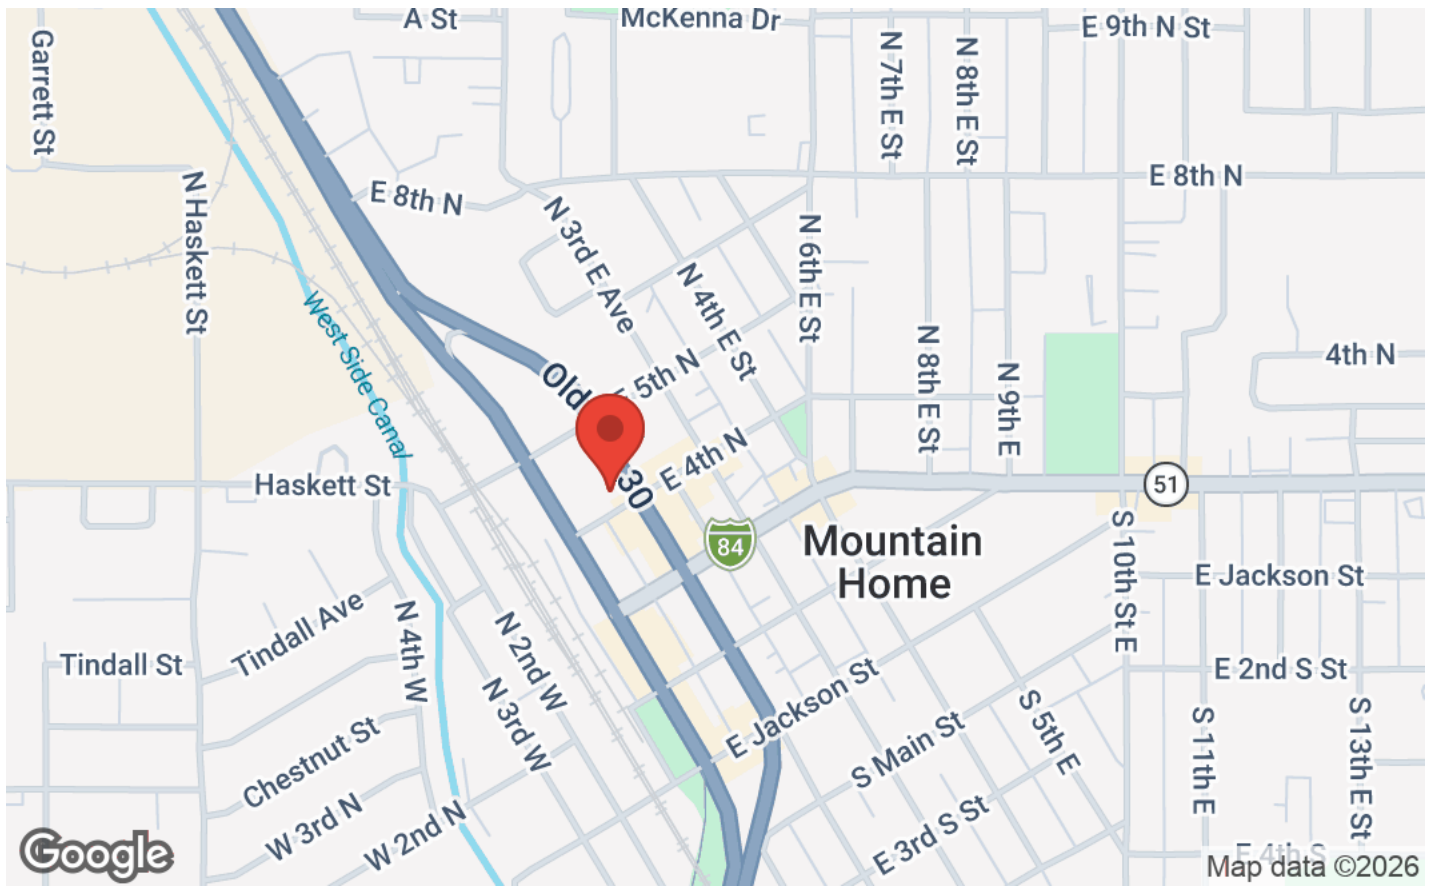 A St
McKenna Dr
E 9th N St
Garrett St
N 7th E St
N 8th E St
E 8th N
E 8th N
N Haskett St
N 3rd E Ave
N 6th E St
N 4th E St
West Side Canal
N 8th E St
N 9th E
4th N
E 5th N
Old
30
E 4th N
Haskett St
51
84
Mountain
Home
S 10th St E
E Jackson St
Tindall Ave
N 4th W
N 2nd W
Tindall St
E 2nd S St
N 3rd W
E Jackson St
S 5th E
S Main St
S 11th E
S 13th E St
Chestnut St
W 3rd N
W 2nd N
E 3rd S St
E 4th S
Google
Map data ©2026